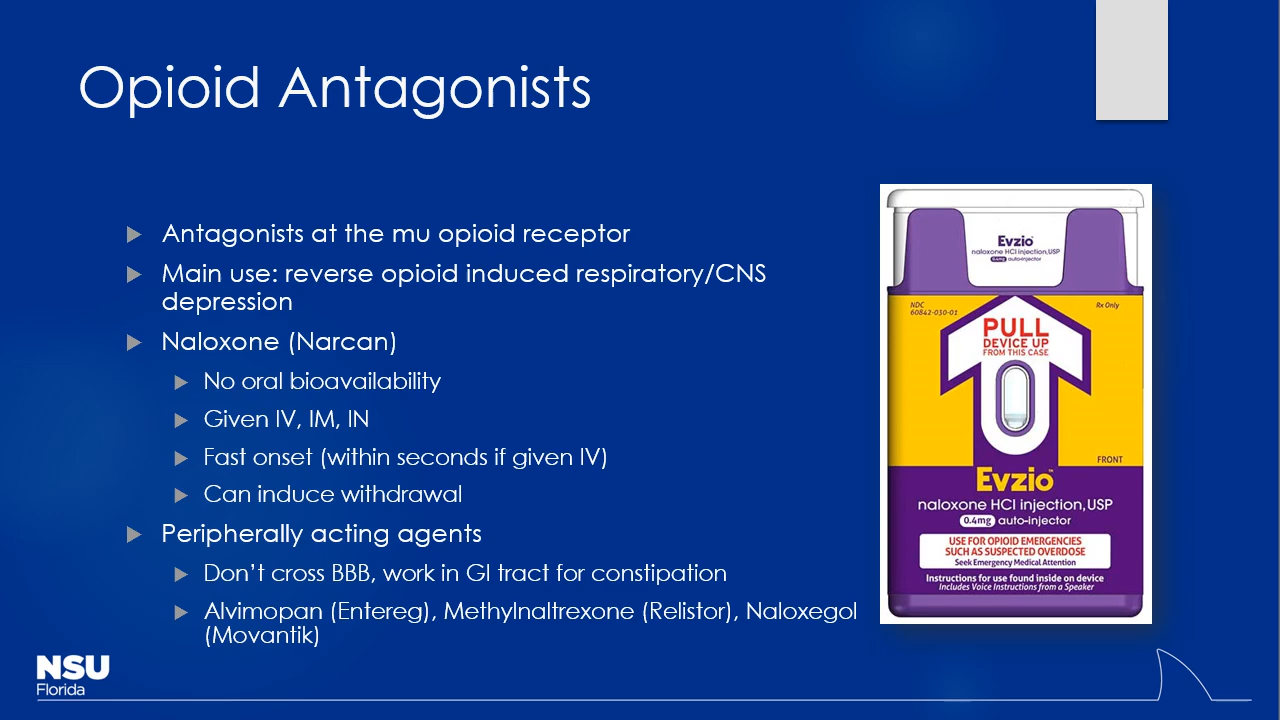 Opioid Antagonists
Antagonists at the mu opioid receptor
Main use: reverse opioid induced respiratory/CNS
depression
Naloxone (Narcan)
No oral bioavailability
Given IV, IM, IN
Fast onset (within seconds if given IV)
Can induce withdrawal
Peripherally acting agents
Don’t cross BBB, work in GI tract for constipation
Alvimopan (Entereg), Methylnaltrexone (Relistor), Naloxegol
(Movantik)
Evzio
naloxone HCl injection,USP
0.4mg auto-injector
NDC
60842-030-01
Rx Only
PULL
DEVICE UP
FROM THIS CASE
FRONT
Evzio™
naloxone HCl injection,USP
0.4mg auto-injector
USE FOR OPIOID EMERGENCIES
SUCH AS SUSPECTED OVERDOSE
Seek Emergency Medical Attention
Instructions for use found inside on device
Includes Voice Instructions from a Speaker
NSU
Florida